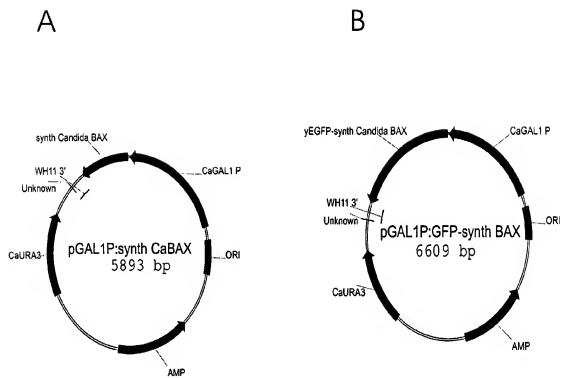 A
B
synth Candida BAX
WH11 3'
Unknown
CaGAL1 P
pGAL1P:synth CaBAX
5893 bp
CaURA3
ORI
AMP
yEGFP-synth Candida BAX
CaGAL1 P
WH11 3'
Unknown
ORI
pGAL1P:GFP-synth BAX
6609 bp
CaURA3
AMP